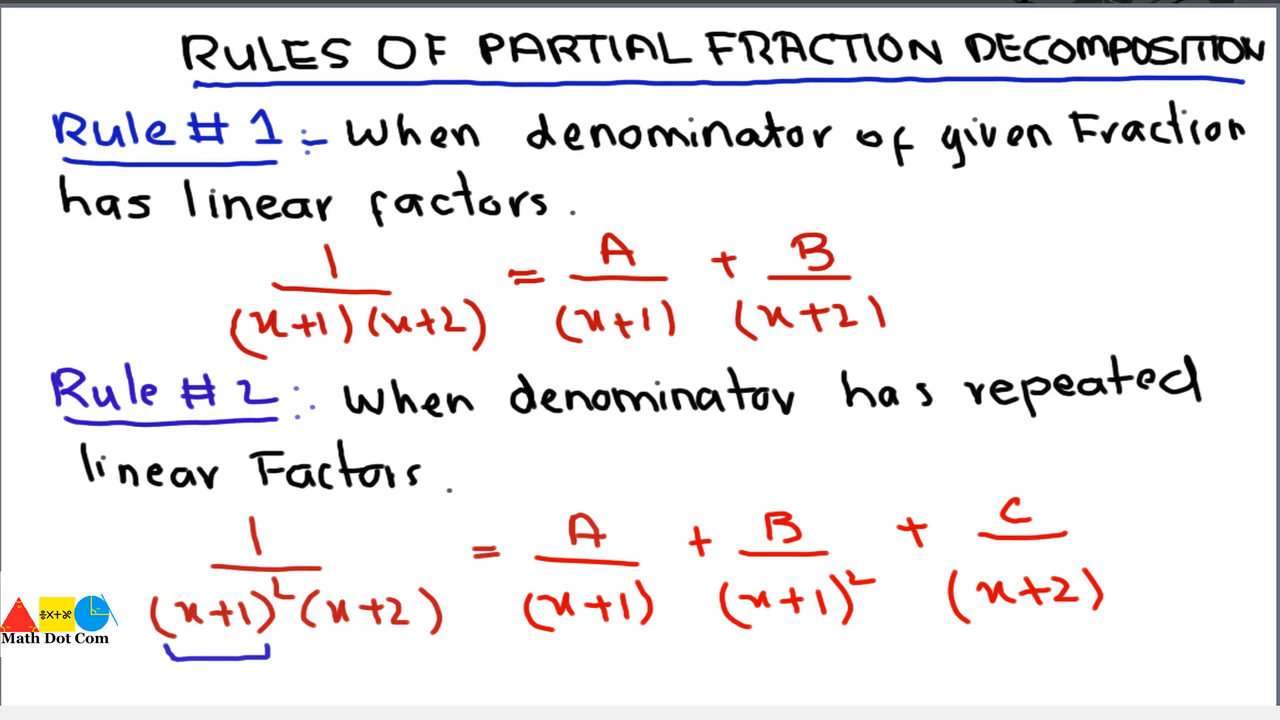 RULES OF PARTIAL FRACTION DECOMPOSITION
Rule # 1 :- When denominator of given Fraction
has linear factors.
1/(x+1)(x+2) = A/(x+1) + B/(x+2)
Rule # 2 :- When denominator has repeated
linear Factors.
1/(x+1)²(x+2) = A/(x+1) + B/(x+1)² + C/(x+2)
Math Dot Com